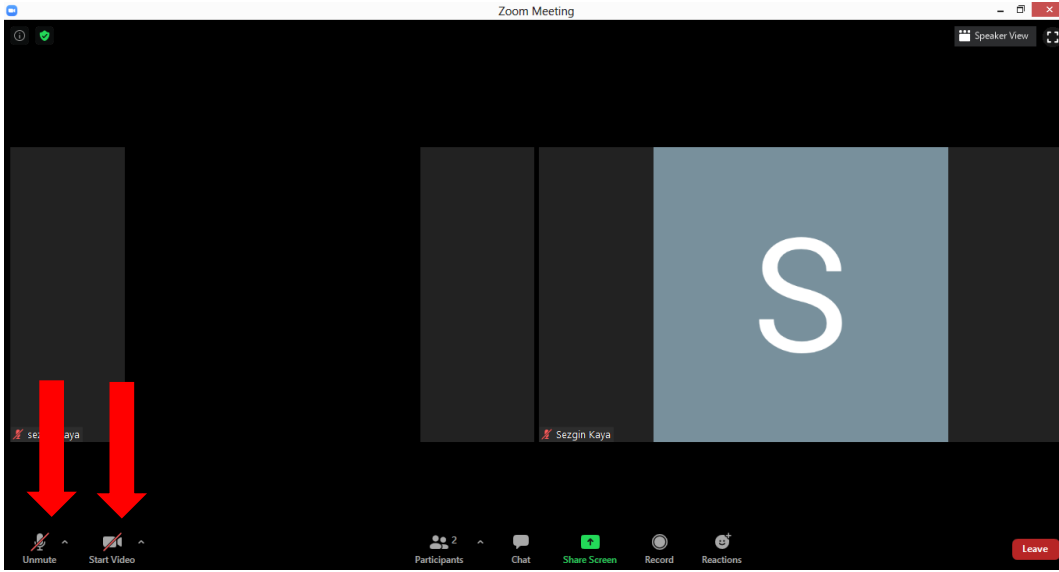 Zoom Meeting
Speaker View
S
Sezgin Kaya
2
Unmute
Start Video
Participants
Chat
Share Screen
Record
Reactions
Leave